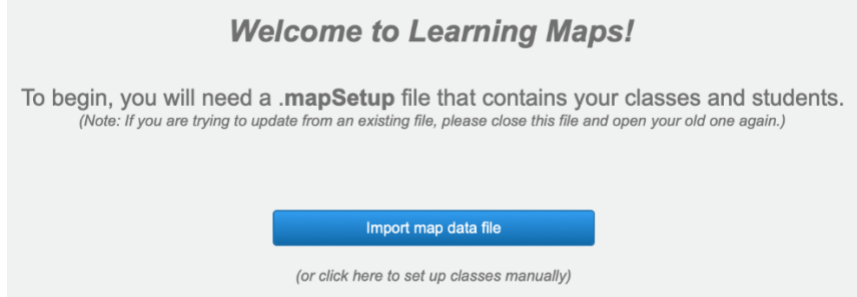 Welcome to Learning Maps!
To begin, you will need a .mapSetup file that contains your classes and students.
(Note: If you are trying to update from an existing file, please close this file and open your old one again.)
Import map data file
(or click here to set up classes manually)